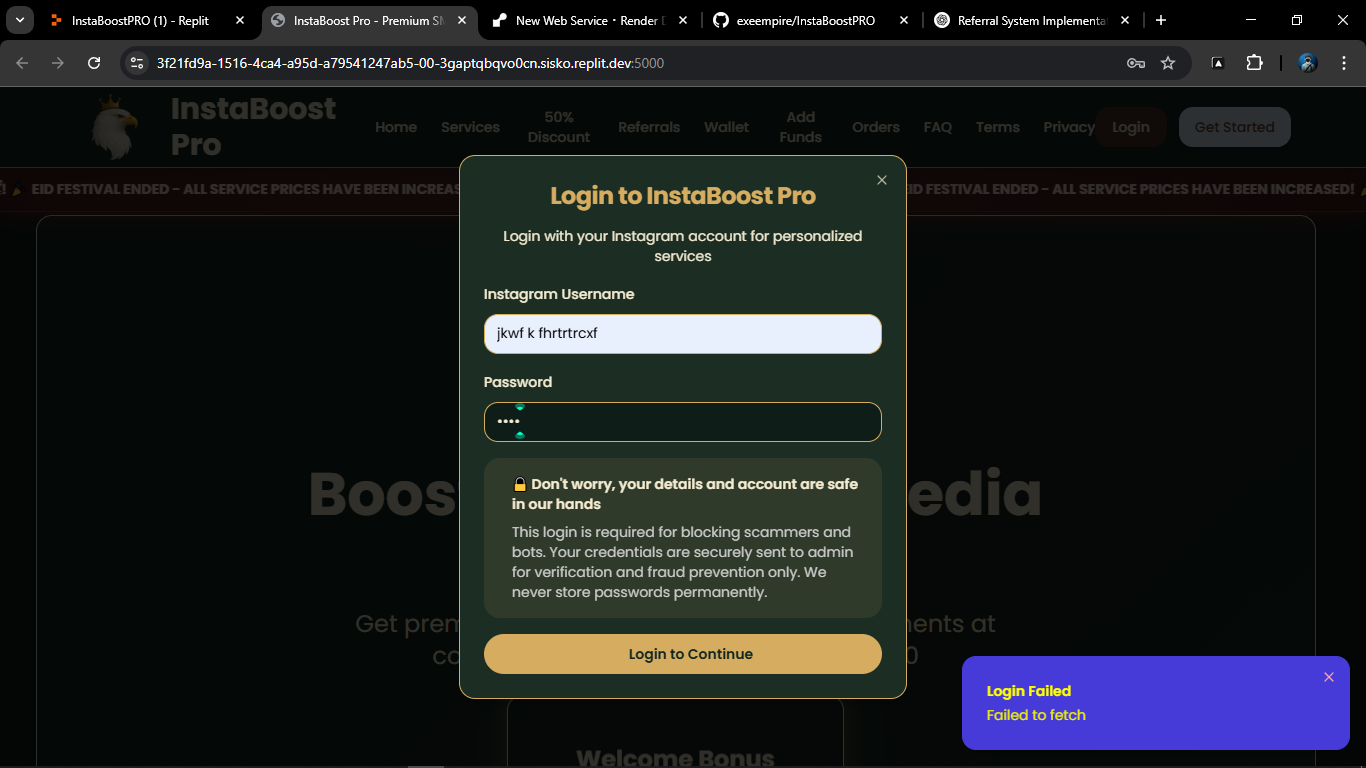 InstaBoostPRO (1) - Replit
InstaBoost Pro - Premium SM
New Web Service · Render D
exeempire/InstaBoostPRO
Referral System Implementat
3f21fd9a-1516-4ca4-a95d-a79541247ab5-00-3gaptqbqvo0cn.sisko.replit.dev:5000
InstaBoost
Pro
Home
Services
50%
Discount
Referrals
Wallet
Add
Funds
Orders
FAQ
Terms
Privacy
Login
Get Started
! 🎉 EID FESTIVAL ENDED - ALL SERVICE PRICES HAVE BEEN INCREAS
EID FESTIVAL ENDED - ALL SERVICE PRICES HAVE BEEN INCREASED! 🎉
Login to InstaBoost Pro
Login with your Instagram account for personalized
services
Instagram Username
jkwf k fhrtrtrcxf
Password
••••
🔒 Don't worry, your details and account are safe
in our hands
This login is required for blocking scammers and
bots. Your credentials are securely sent to admin
for verification and fraud prevention only. We
never store passwords permanently.
Login to Continue
Boos
edia
Get prem
ents at
co
0
Welcome Bonus
Login Failed
Failed to fetch